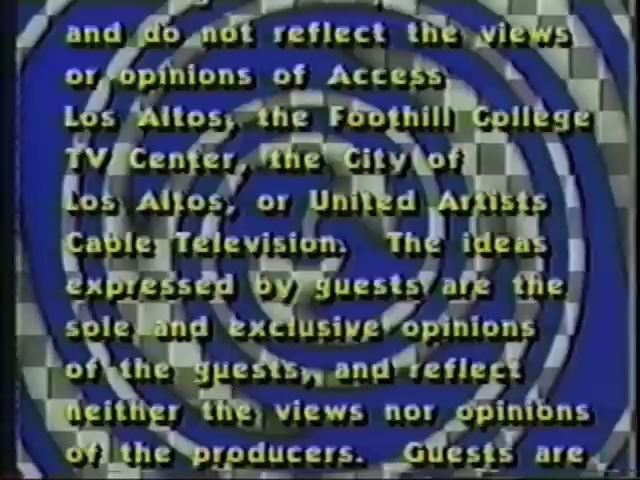 and do not reflect the views
or opinions of Access
Los Altos, the Foothill College
TV Center, the City of
Los Altos, or United Artists
Cable Television. The ideas
expressed by guests are the
sole and exclusive opinions
of the guests, and reflect
neither the views nor opinions
of the producers. Guests are